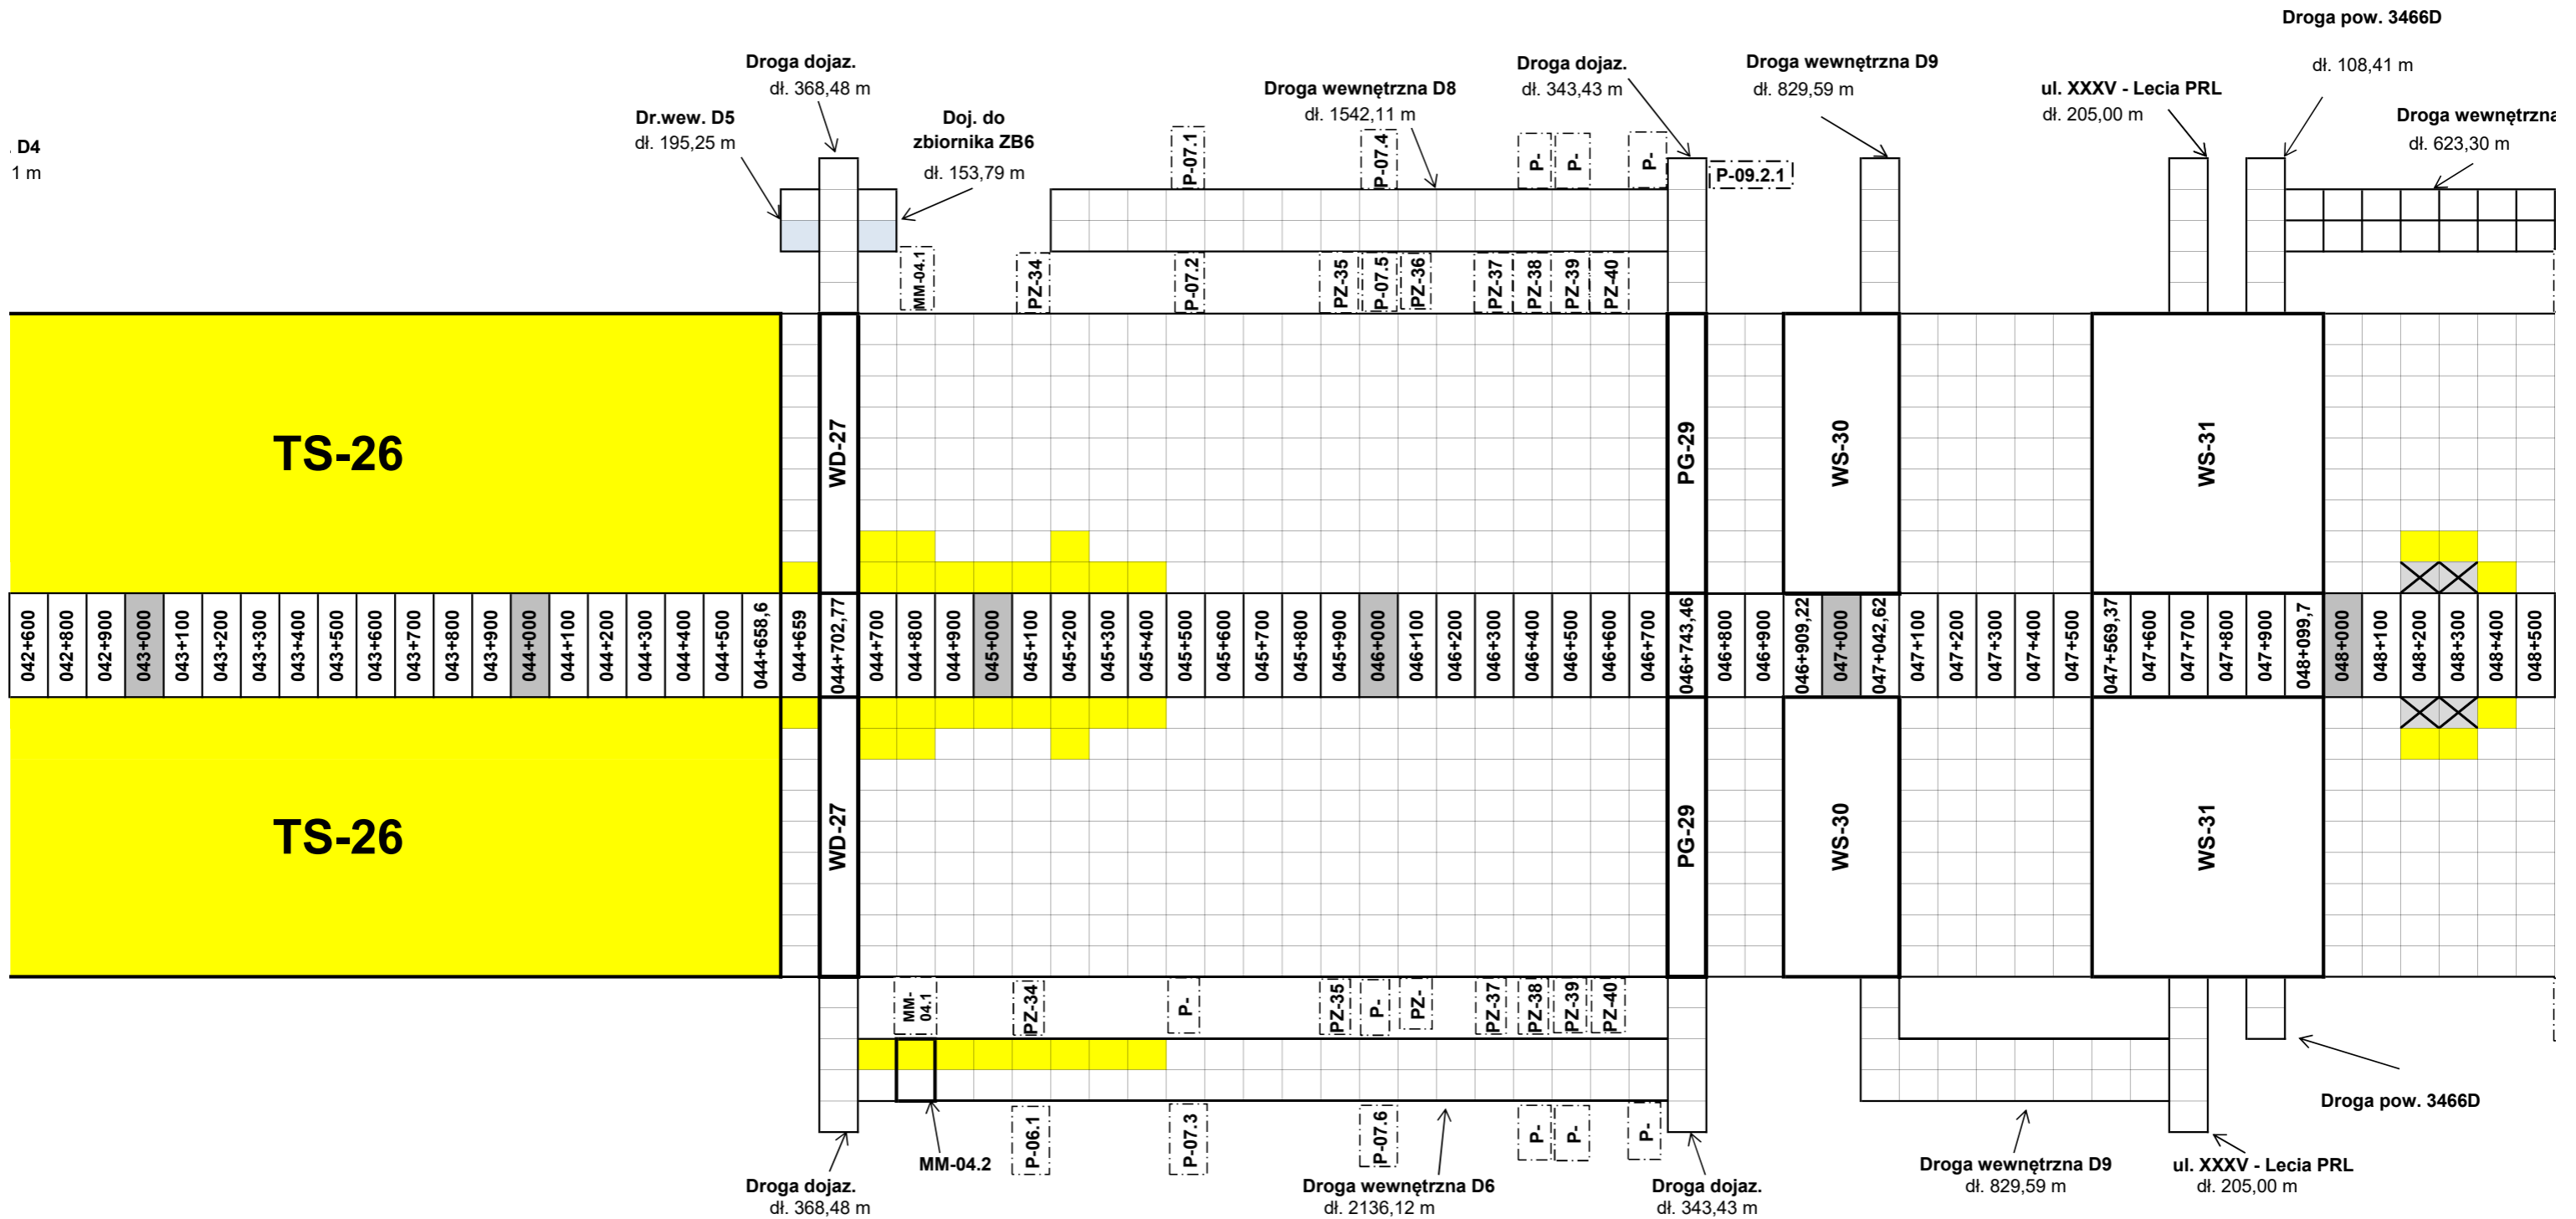 Droga pow. 3466D
dł. 108,41 m
Droga dojaz.
dł. 368,48 m
Droga dojaz.
dł. 343,43 m
Droga wewnętrzna D9
dł. 829,59 m
Droga wewnętrzna D8
dł. 1542,11 m
ul. XXXV - Lecia PRL
dł. 205,00 m
Dr.wew. D5
dł. 195,25 m
Doj. do
zbiornika ZB6
dł. 153,79 m
Droga wewnętrzna
dł. 623,30 m
. D4
1 m
P-07.1
P-07.4
P-
P-
P-
P-09.2.1
MM-04.1
PZ-34
P-07.2
PZ-35
P-07.5
PZ-36
PZ-37
PZ-38
PZ-39
PZ-40
TS-26
WD-27
PG-29
WS-30
WS-31
042+600
042+800
042+900
043+000
043+100
043+200
043+300
043+400
043+500
043+600
043+700
043+800
043+900
044+000
044+100
044+200
044+300
044+400
044+500
044+658,6
044+659
044+702,77
044+700
044+800
044+900
045+000
045+100
045+200
045+300
045+400
045+500
045+600
045+700
045+800
045+900
046+000
046+100
046+200
046+300
046+400
046+500
046+600
046+700
046+743,46
046+800
046+900
046+909,22
047+000
047+042,62
047+100
047+200
047+300
047+400
047+500
047+569,37
047+600
047+700
047+800
047+900
048+099,7
048+000
048+100
048+200
048+300
048+400
048+500
TS-26
WD-27
PG-29
WS-30
WS-31
MM-
04.1
PZ-34
P-
PZ-35
P-
PZ-
PZ-37
PZ-38
PZ-39
PZ-40
P-06.1
P-07.3
P-07.6
P-
P-
P-
Droga pow. 3466D
MM-04.2
Droga dojaz.
dł. 368,48 m
Droga wewnętrzna D6
dł. 2136,12 m
Droga dojaz.
dł. 343,43 m
Droga wewnętrzna D9
dł. 829,59 m
ul. XXXV - Lecia PRL
dł. 205,00 m